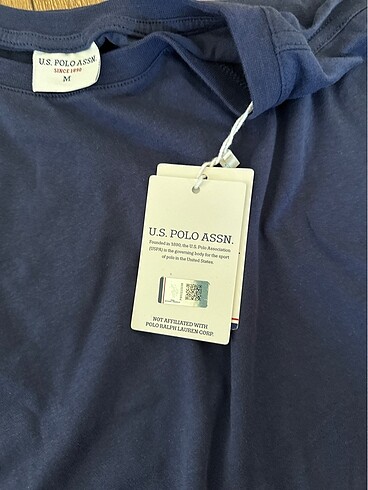 U.S. POLO ASSN.
SINCE 1890
M
U.S. POLO ASSN.
Founded in 1890, the U.S. Polo Association
(USPA) is the governing body for the sport
of polo in the United States.
NOT AFFILIATED WITH
POLO RALPH LAUREN CORP.